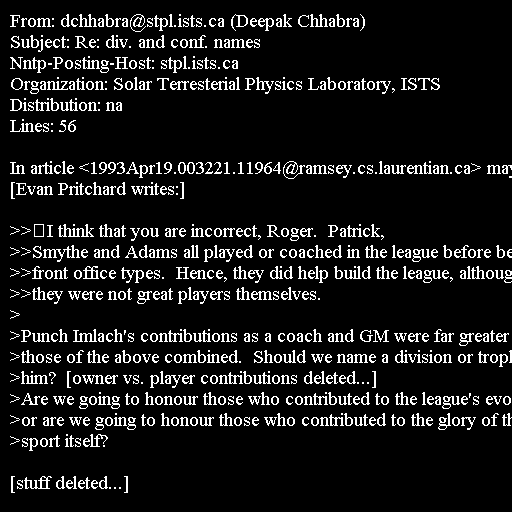 From: dchhabra@stpl.ists.ca (Deepak Chhabra)
Subject: Re: div. and conf. names
Nntp-Posting-Host: stpl.ists.ca
Organization: Solar Terresterial Physics Laboratory, ISTS
Distribution: na
Lines: 56

In article <1993Apr19.003221.11964@ramsey.cs.laurentian.ca> may
[Evan Pritchard writes:]

>>I think that you are incorrect, Roger.  Patrick,
>>Smythe and Adams all played or coached in the league before be
>>front office types.  Hence, they did help build the league, althoug
>>they were not great players themselves.
>
>Punch Imlach's contributions as a coach and GM were far greater
>those of the above combined.  Should we name a division or trop
>him?  [owner vs. player contributions deleted...]
>Are we going to honour those who contributed to the league's evo
>or are we going to honour those who contributed to the glory of th
>sport itself?

[stuff deleted...]